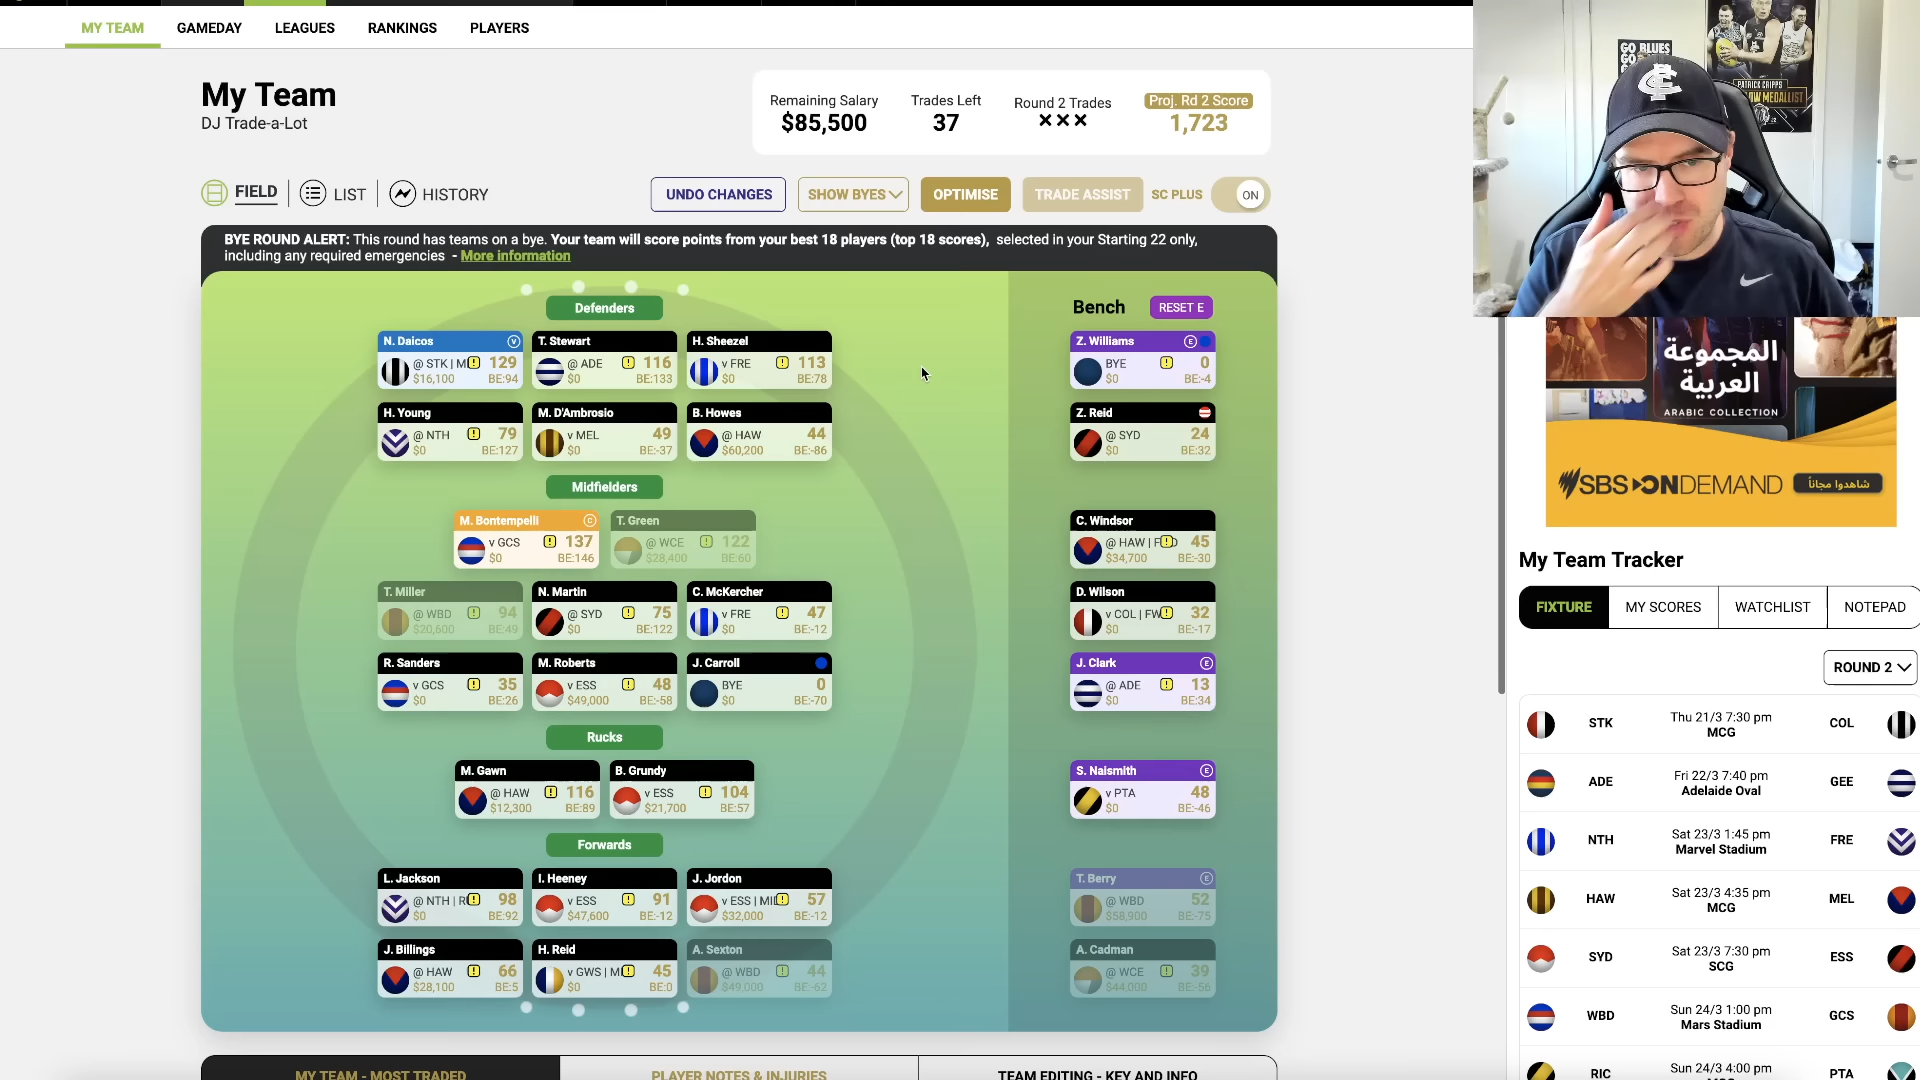 MY TEAM
GAMEDAY
LEAGUES
RANKINGS
PLAYERS
My Team
DJ Trade-a-Lot
Remaining Salary
$85,500
Trades Left
37
Round 2 Trades
Proj. Rd 2 Score
1,723
FIELD
LIST
HISTORY
UNDO CHANGES
SHOW BYES
OPTIMISE
TRADE ASSIST
SC PLUS
ON
BYE ROUND ALERT: This round has teams on a bye. Your team will score points from your best 18 players (top 18 scores), selected in your Starting 22 only,
including any required emergencies - More information
Defenders
N. Daicos V
@ STK | M 129
$16,100 BE:94
T. Stewart
@ ADE 116
$0 BE:133
H. Sheezel
v FRE 113
$0 BE:78
H. Young
@ NTH 79
$0 BE:127
M. D'Ambrosio
v MEL 49
$0 BE:-37
B. Howes
@ HAW 44
$60,200 BE:-86
Midfielders
M. Bontempelli C
v GCS 137
$0 BE:146
T. Green
@ WCE 122
$28,400 BE:60
T. Miller
@ WBD 94
$20,600 BE:49
N. Martin
@ SYD 75
$0 BE:122
C. McKercher
v FRE 47
$0 BE:-12
R. Sanders
v GCS 35
$0 BE:26
M. Roberts
v ESS 48
$49,000 BE:-58
J. Carroll
BYE 0
$0 BE:-70
Rucks
M. Gawn
@ HAW 116
$12,300 BE:89
B. Grundy
v ESS 104
$21,700 BE:57
Forwards
L. Jackson
@ NTH | R 98
$0 BE:92
I. Heeney
v ESS 91
$47,600 BE:-12
J. Jordon
v ESS | MI 57
$32,000 BE:-12
J. Billings
@ HAW 66
$28,100 BE:5
H. Reid
v GWS | M 45
$0 BE:0
A. Sexton
@ WBD 44
$49,000 BE:-62
Bench
RESET E
Z. Williams E
BYE 0
$0 BE:-4
Z. Reid
@ SYD 24
$0 BE:32
C. Windsor
@ HAW | F D 45
$34,700 BE:-30
D. Wilson
v COL | FW 32
$0 BE:-17
J. Clark E
@ ADE 13
$0 BE:34
S. Naismith E
v PTA 48
$0 BE:-46
T. Berry E
@ WBD 52
$58,900 BE:-75
A. Cadman
@ WCE 39
$44,000 BE:-56
MY TEAM - MOST TRADED
PLAYER NOTES & INJURIES
TEAM EDITING - KEY AND INFO
GO BLUES
PATRICK CRIPPS
MEDALLIST
المجموعة
العربية
ARABIC COLLECTION
SBS ON DEMAND
شاهدوا مجاناً
My Team Tracker
FIXTURE
MY SCORES
WATCHLIST
NOTEPAD
ROUND 2
STK Thu 21/3 7:30 pm COL
MCG
ADE Fri 22/3 7:40 pm GEE
Adelaide Oval
NTH Sat 23/3 1:45 pm FRE
Marvel Stadium
HAW Sat 23/3 4:35 pm MEL
MCG
SYD Sat 23/3 7:30 pm ESS
SCG
WBD Sun 24/3 1:00 pm GCS
Mars Stadium
RIC Sun 24/3 4:00 pm PTA